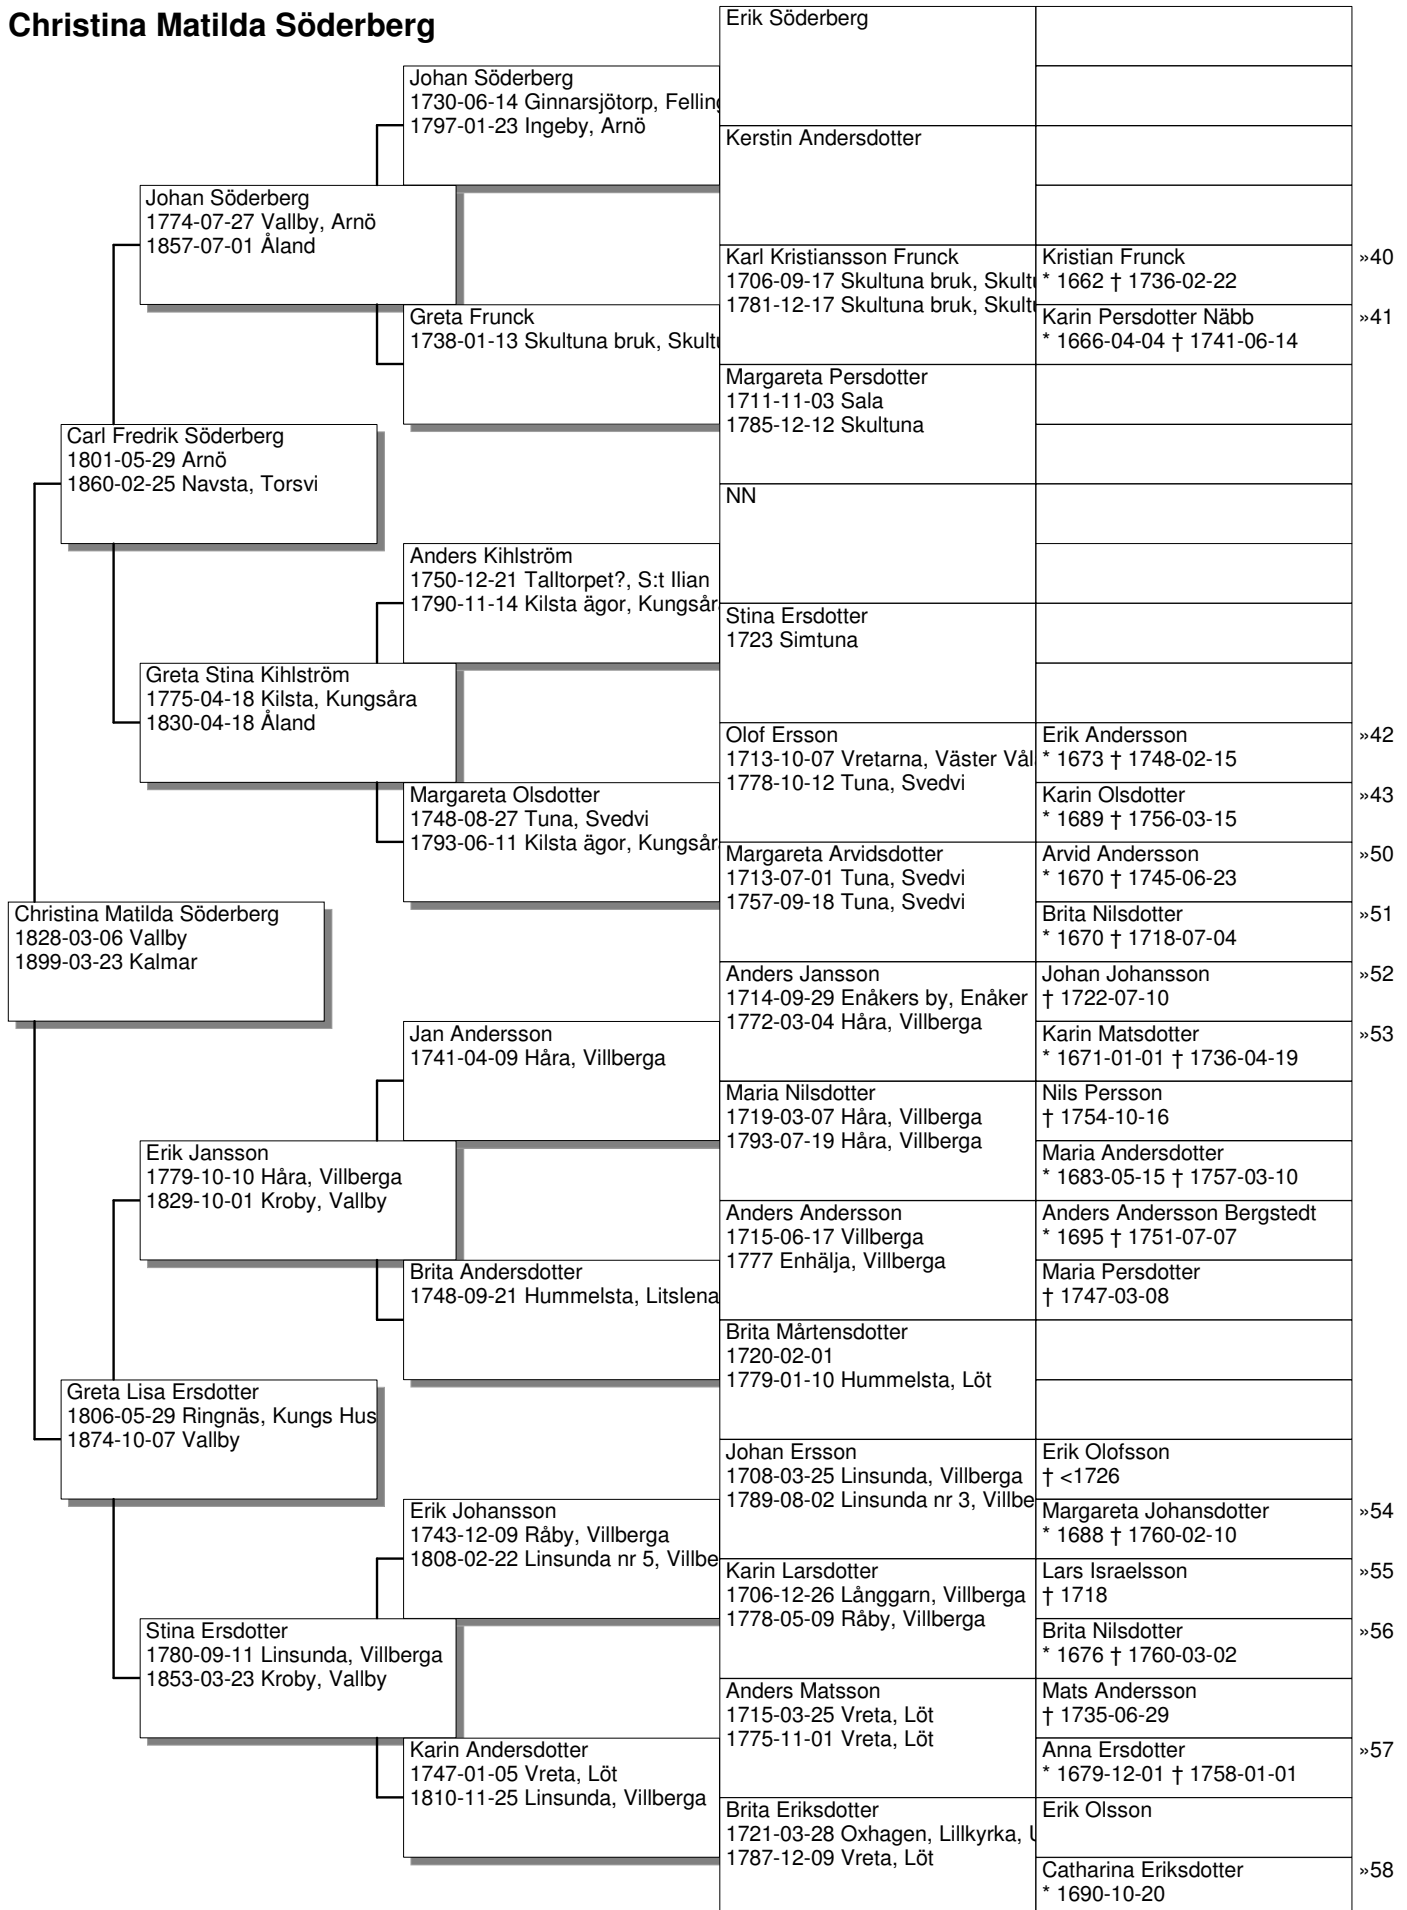 Christina Matilda Söderberg
Christina Matilda Söderberg
1828-03-06 Vallby
1899-03-23 Kalmar
Carl Fredrik Söderberg
1801-05-29 Arnö
1860-02-25 Navsta, Torsvi
Greta Lisa Ersdotter
1806-05-29 Ringnäs, Kungs Hus
1874-10-07 Vallby
Johan Söderberg
1774-07-27 Vallby, Arnö
1857-07-01 Åland
Greta Stina Kihlström
1775-04-18 Kilsta, Kungsåra
1830-04-18 Åland
Erik Jansson
1779-10-10 Håra, Villberga
1829-10-01 Kroby, Vallby
Stina Ersdotter
1780-09-11 Linsunda, Villberga
1853-03-23 Kroby, Vallby
Johan Söderberg
1730-06-14 Ginnarsjötorp, Felling
1797-01-23 Ingeby, Arnö
Greta Frunck
1738-01-13 Skultuna bruk, Skultu
Anders Kihlström
1750-12-21 Talltorpet?, S:t Ilian
1790-11-14 Kilsta ägor, Kungsåra
Margareta Olsdotter
1748-08-27 Tuna, Svedvi
1793-06-11 Kilsta ägor, Kungsåra
Jan Andersson
1741-04-09 Håra, Villberga
Brita Andersdotter
1748-09-21 Hummelsta, Litslena
Erik Johansson
1743-12-09 Råby, Villberga
1808-02-22 Linsunda nr 5, Villbe
Karin Andersdotter
1747-01-05 Vreta, Löt
1810-11-25 Linsunda, Villberga
Erik Söderberg
Kerstin Andersdotter
Karl Kristiansson Frunck
1706-09-17 Skultuna bruk, Skultu
1781-12-17 Skultuna bruk, Skultu
Margareta Persdotter
1711-11-03 Sala
1785-12-12 Skultuna
NN
Stina Ersdotter
1723 Simtuna
Olof Ersson
1713-10-07 Vretarna, Väster Vål
1778-10-12 Tuna, Svedvi
Margareta Arvidsdotter
1713-07-01 Tuna, Svedvi
1757-09-18 Tuna, Svedvi
Anders Jansson
1714-09-29 Enåkers by, Enåker
1772-03-04 Håra, Villberga
Maria Nilsdotter
1719-03-07 Håra, Villberga
1793-07-19 Håra, Villberga
Anders Andersson
1715-06-17 Villberga
1777 Enhälja, Villberga
Brita Mårtensdotter
1720-02-01
1779-01-10 Hummelsta, Löt
Johan Ersson
1708-03-25 Linsunda, Villberga
1789-08-02 Linsunda nr 3, Villbe
Karin Larsdotter
1706-12-26 Långgarn, Villberga
1778-05-09 Råby, Villberga
Anders Matsson
1715-03-25 Vreta, Löt
1775-11-01 Vreta, Löt
Brita Eriksdotter
1721-03-28 Oxhagen, Lillkyrka, U
1787-12-09 Vreta, Löt
Kristian Frunck »40
* 1662 † 1736-02-22
Karin Persdotter Näbb »41
* 1666-04-04 † 1741-06-14
Erik Andersson »42
* 1673 † 1748-02-15
Karin Olsdotter »43
* 1689 † 1756-03-15
Arvid Andersson »50
* 1670 † 1745-06-23
Brita Nilsdotter »51
* 1670 † 1718-07-04
Johan Johansson »52
† 1722-07-10
Karin Matsdotter »53
* 1671-01-01 † 1736-04-19
Nils Persson
† 1754-10-16
Maria Andersdotter
* 1683-05-15 † 1757-03-10
Anders Andersson Bergstedt
* 1695 † 1751-07-07
Maria Persdotter
† 1747-03-08
Erik Olofsson
† <1726
Margareta Johansdotter »54
* 1688 † 1760-02-10
Lars Israelsson »55
† 1718
Brita Nilsdotter »56
* 1676 † 1760-03-02
Mats Andersson
† 1735-06-29
Anna Ersdotter »57
* 1679-12-01 † 1758-01-01
Erik Olsson
Catharina Eriksdotter »58
* 1690-10-20